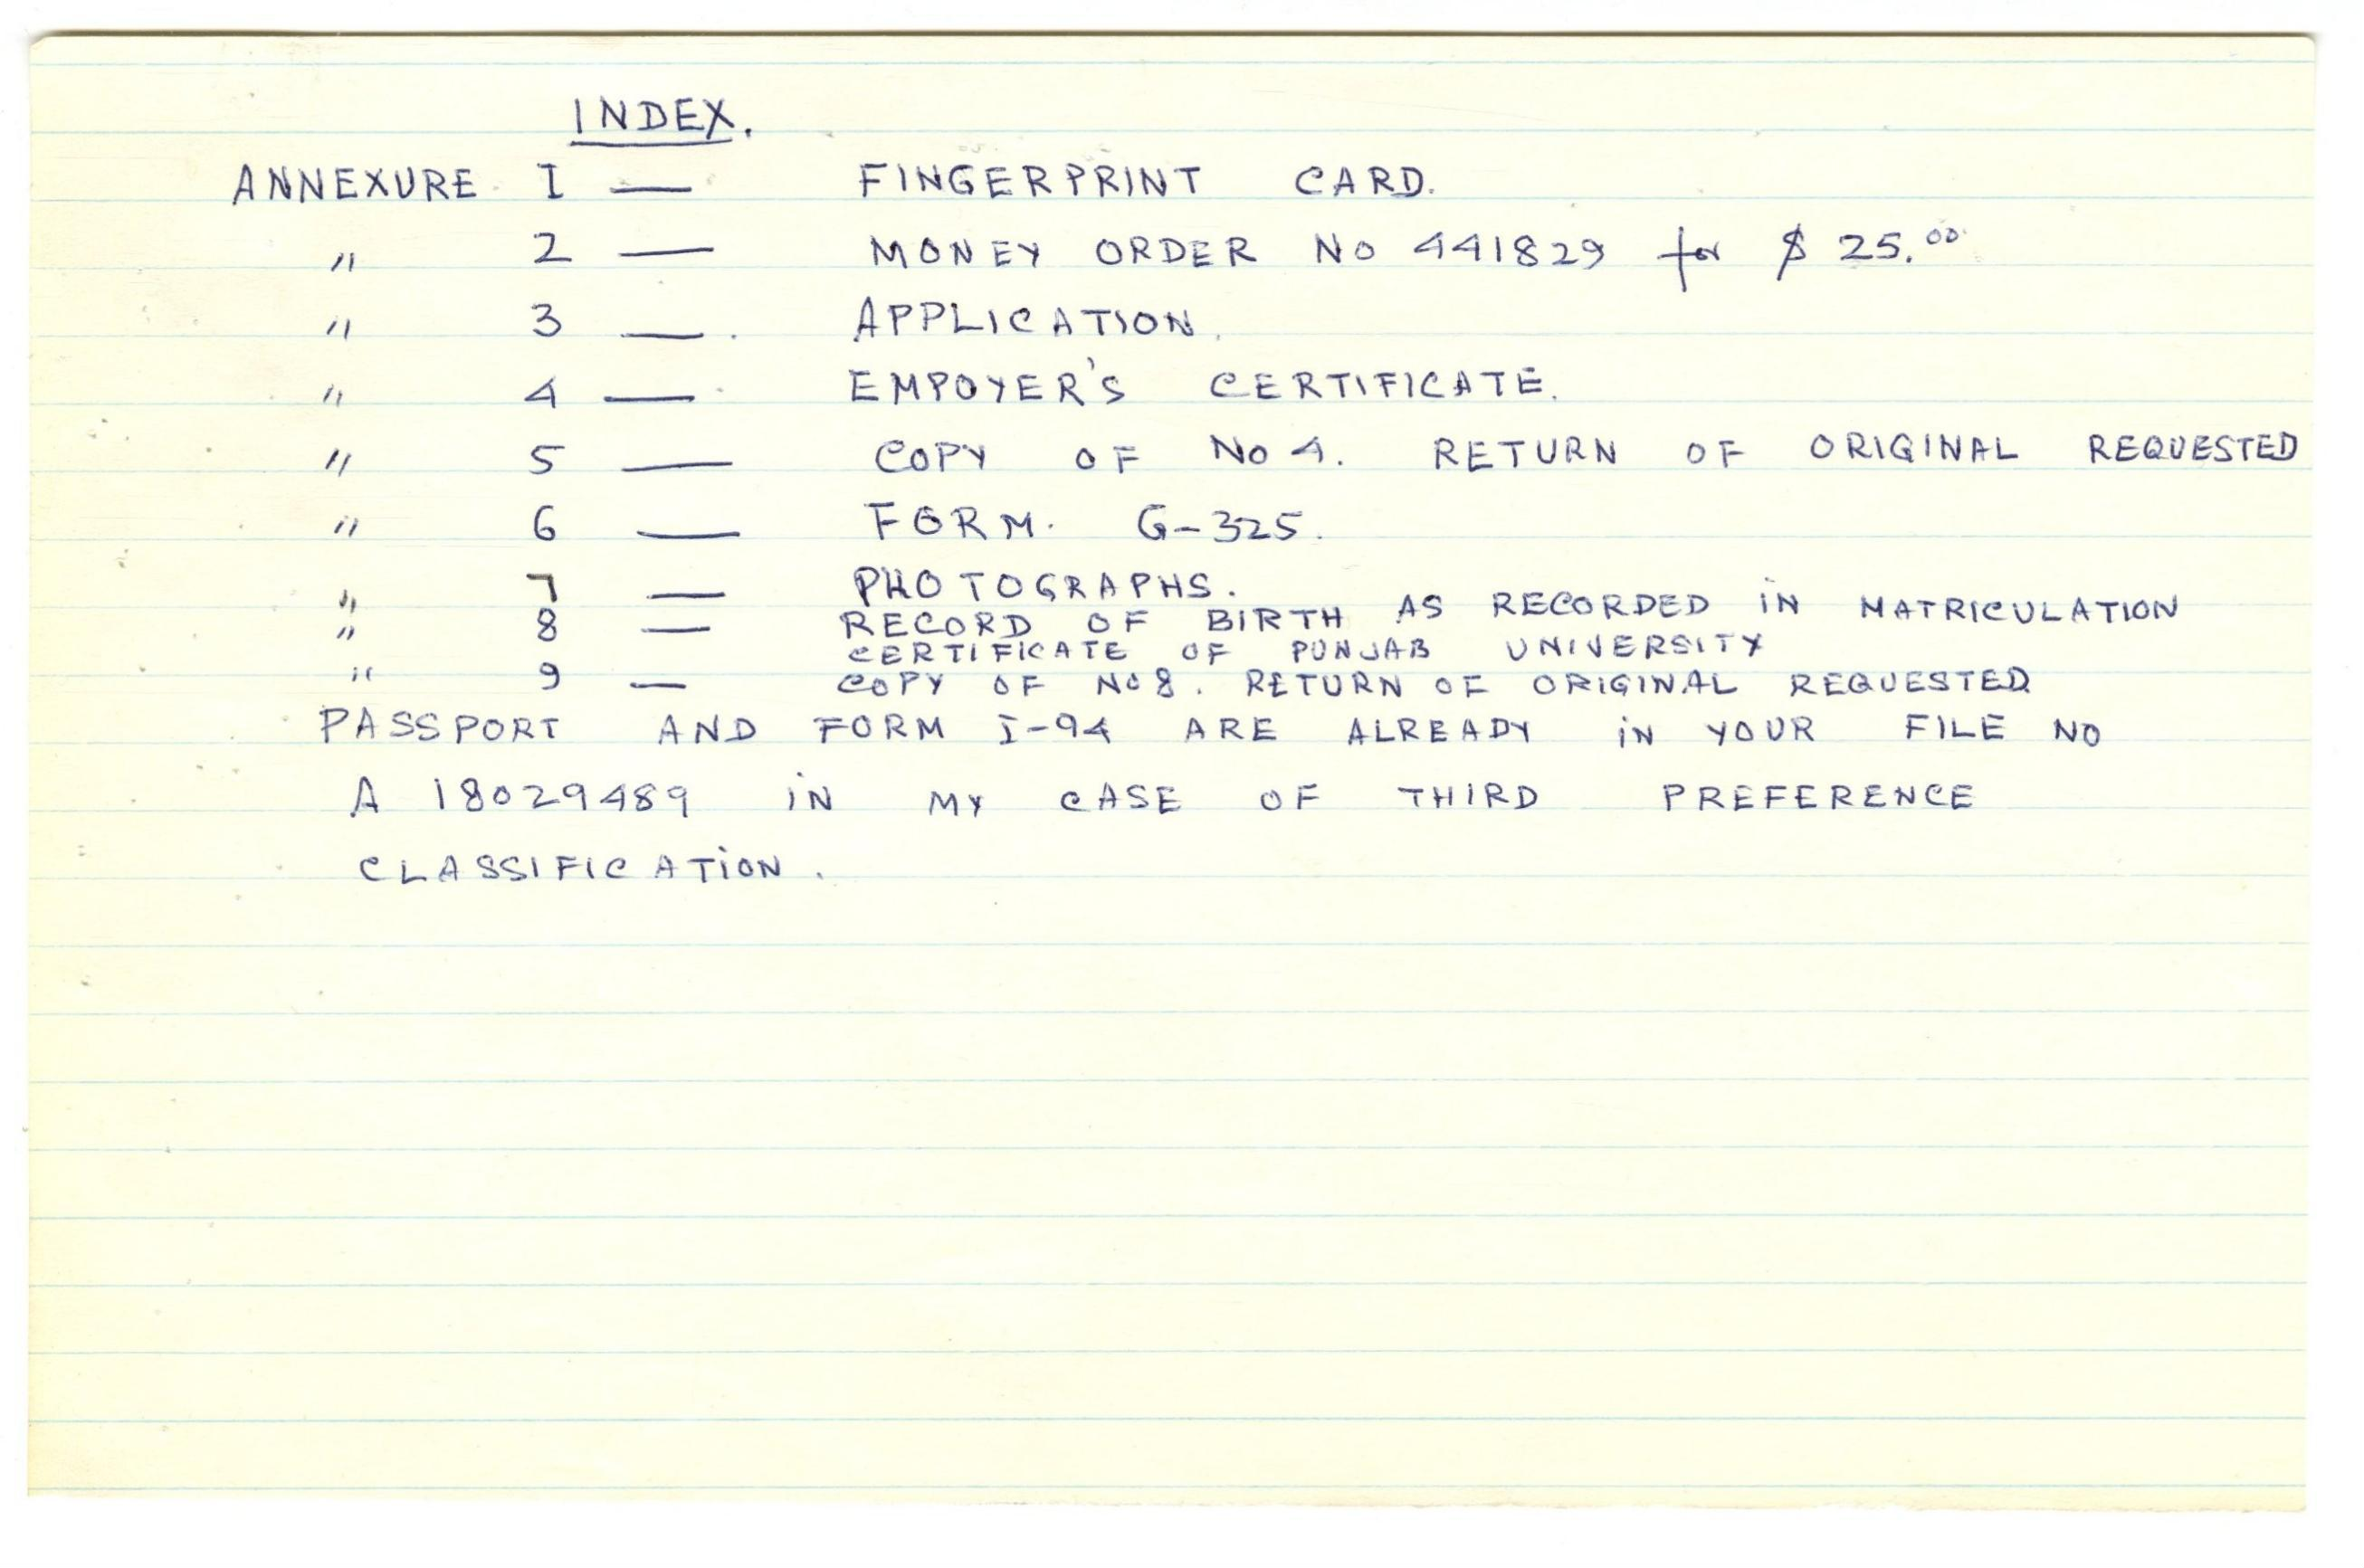 INDEX.
ANNEXURE I — FINGERPRINT CARD.
" 2 — MONEY ORDER No 441829 for $ 25.00
" 3 — . APPLICATION.
" 4 — EMPOYER'S CERTIFICATE.
" 5 — COPY OF No 4. RETURN OF ORIGINAL REQUESTED
" 6 — FORM. G-325.
" 7 — PHOTOGRAPHS.
" 8 — RECORD OF BIRTH AS RECORDED IN MATRICULATION
CERTIFICATE OF PUNJAB UNIVERSITY
" 9 — COPY OF No 8. RETURN OF ORIGINAL REQUESTED
PASSPORT AND FORM I-94 ARE ALREADY IN YOUR FILE NO
A 18029489 IN MY CASE OF THIRD PREFERENCE
CLASSIFICATION.